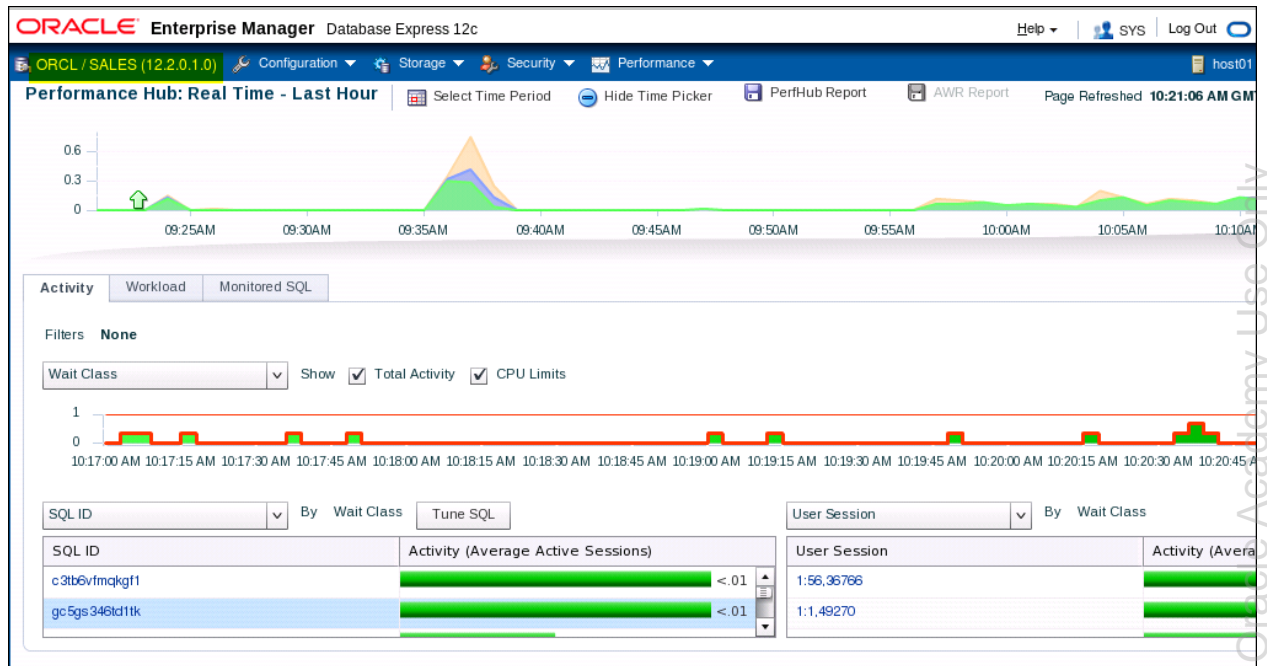 ORACLE Enterprise Manager Database Express 12c Help SYS Log Out
ORCL / SALES (12.2.0.1.0) Configuration Storage Security Performance host01
Performance Hub: Real Time - Last Hour Select Time Period Hide Time Picker PerfHub Report AWR Report Page Refreshed 10:21:06 AM GMT
0.6
0.3
0
09:25AM 09:30AM 09:35AM 09:40AM 09:45AM 09:50AM 09:55AM 10:00AM 10:05AM 10:10AM
Activity Workload Monitored SQL
Filters None
Wait Class Show Total Activity CPU Limits
1
0
10:17:00 AM 10:17:15 AM 10:17:30 AM 10:17:45 AM 10:18:00 AM 10:18:15 AM 10:18:30 AM 10:18:45 AM 10:19:00 AM 10:19:15 AM 10:19:30 AM 10:19:45 AM 10:20:00 AM 10:20:15 AM 10:20:30 AM 10:20:45 A
SQL ID By Wait Class Tune SQL User Session By Wait Class
SQL ID Activity (Average Active Sessions) User Session Activity (Avera
c3tb6vfmqkgf1 <.01 1:56,36766
gc5gs346td1tk <.01 1:1,49270
Oracle Academy Use Only